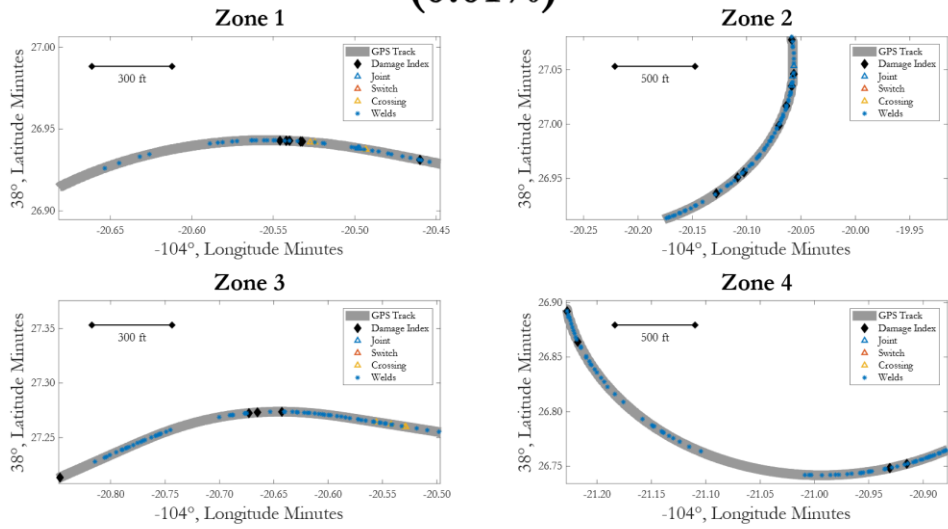 Zone 1
27.00
26.95
26.90
38°, Latitude Minutes
300 ft
GPS Track
Damage Index
Joint
Switch
Crossing
Welds
-20.65
-20.60
-20.55
-20.50
-20.45
-104°, Longitude Minutes
Zone 2
27.05
27.00
26.95
38°, Latitude Minutes
500 ft
GPS Track
Damage Index
Joint
Switch
Crossing
Welds
-20.20
-20.15
-20.10
-20.05
-20.00
-19.95
-104°, Longitude Minutes
Zone 3
27.35
27.30
27.25
38°, Latitude Minutes
300 ft
GPS Track
Damage Index
Joint
Switch
Crossing
Welds
-20.80
-20.75
-20.70
-20.65
-20.60
-20.55
-20.50
-104°, Longitude Minutes
Zone 4
26.90
26.85
26.80
26.75
38°, Latitude Minutes
500 ft
GPS Track
Damage Index
Joint
Switch
Crossing
Welds
-21.20
-21.15
-21.10
-21.05
-21.00
-20.95
-20.90
-104°, Longitude Minutes